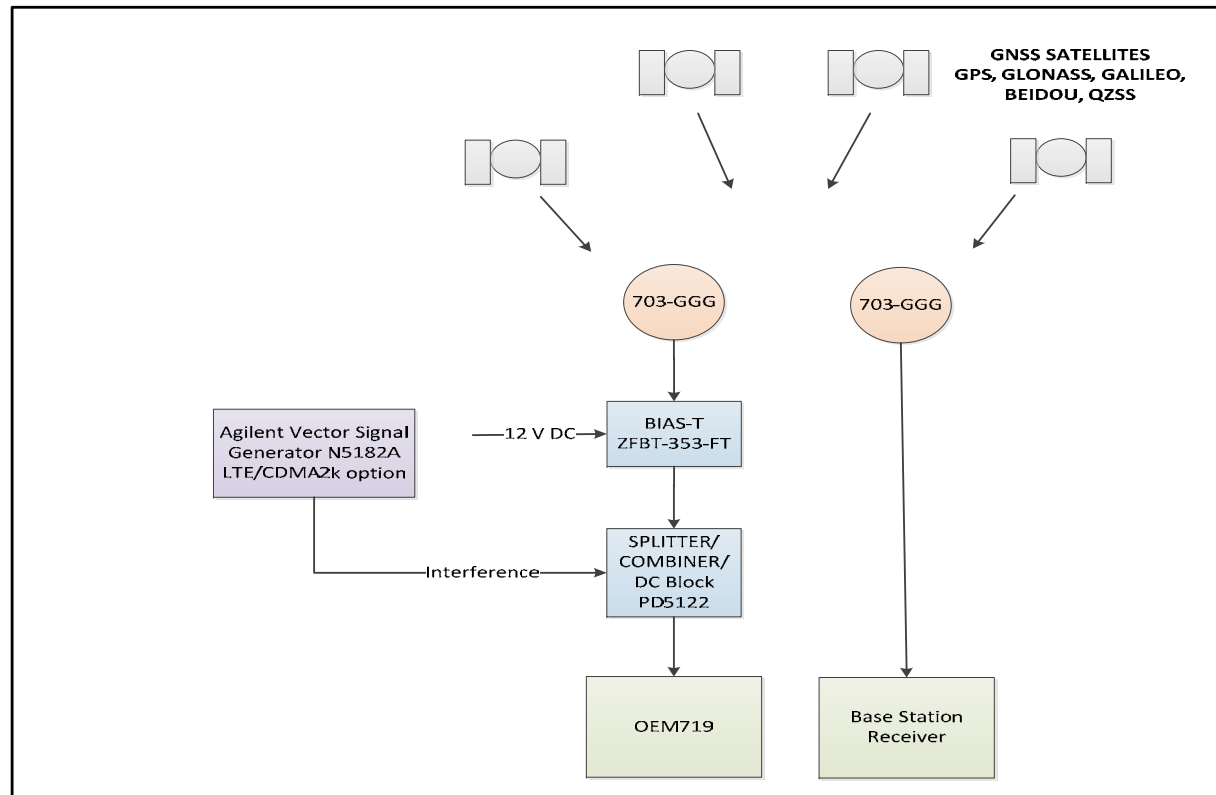 GNSS SATELLITES
GPS, GLONASS, GALILEO,
BEIDOU, QZSS
703-GGG
703-GGG
Agilent Vector Signal
Generator N5182A
LTE/CDMA2k option
12 V DC
BIAS-T
ZFBT-353-FT
SPLITTER/
COMBINER/
DC Block
PD5122
Interference
OEM719
Base Station
Receiver